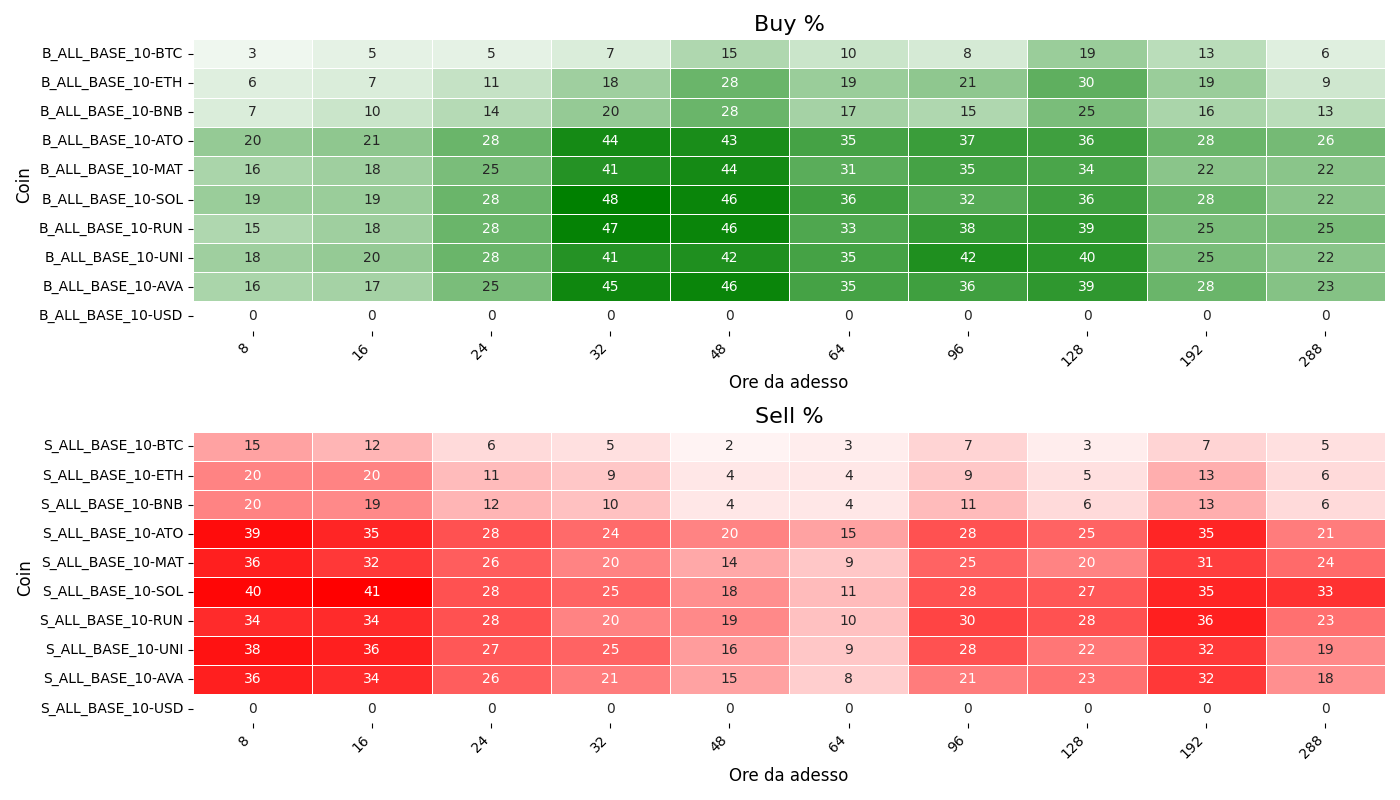 Buy %
Coin
B_ALL_BASE_10-BTC 3 5 5 7 15 10 8 19 13 6
B_ALL_BASE_10-ETH 6 7 11 18 28 19 21 30 19 9
B_ALL_BASE_10-BNB 7 10 14 20 28 17 15 25 16 13
B_ALL_BASE_10-ATO 20 21 28 44 43 35 37 36 28 26
B_ALL_BASE_10-MAT 16 18 25 41 44 31 35 34 22 22
B_ALL_BASE_10-SOL 19 19 28 48 46 36 32 36 28 22
B_ALL_BASE_10-RUN 15 18 28 47 46 33 38 39 25 25
B_ALL_BASE_10-UNI 18 20 28 41 42 35 42 40 25 22
B_ALL_BASE_10-AVA 16 17 25 45 46 35 36 39 28 23
B_ALL_BASE_10-USD 0 0 0 0 0 0 0 0 0 0
8 16 24 32 48 64 96 128 192 288
Ore da adesso
Sell %
Coin
S_ALL_BASE_10-BTC 15 12 6 5 2 3 7 3 7 5
S_ALL_BASE_10-ETH 20 20 11 9 4 4 9 5 13 6
S_ALL_BASE_10-BNB 20 19 12 10 4 4 11 6 13 6
S_ALL_BASE_10-ATO 39 35 28 24 20 15 28 25 35 21
S_ALL_BASE_10-MAT 36 32 26 20 14 9 25 20 31 24
S_ALL_BASE_10-SOL 40 41 28 25 18 11 28 27 35 33
S_ALL_BASE_10-RUN 34 34 28 20 19 10 30 28 36 23
S_ALL_BASE_10-UNI 38 36 27 25 16 9 28 22 32 19
S_ALL_BASE_10-AVA 36 34 26 21 15 8 21 23 32 18
S_ALL_BASE_10-USD 0 0 0 0 0 0 0 0 0 0
8 16 24 32 48 64 96 128 192 288
Ore da adesso